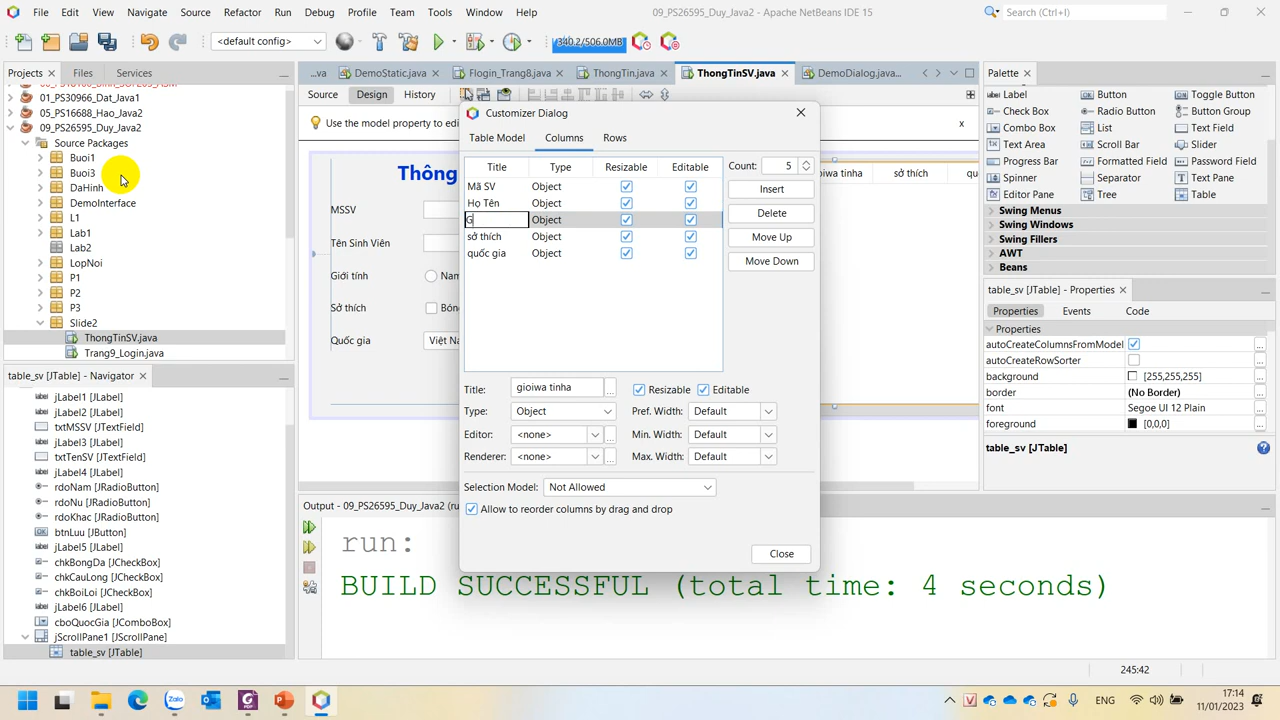 File Edit View Navigate Source Refactor Run Debug Profile Team Tools Window Help
09_PS26595_Duy_Java2 - Apache NetBeans IDE 15
Search (Ctrl+I)
<default config>
340.2/506.0MB
Projects Files Services
01_PS30966_Dat_Java1
05_PS16688_Hao_Java2
09_PS26595_Duy_Java2
Source Packages
Buoi1
Buoi3
DaHinh
DemoInterface
L1
Lab1
Lab2
LopNoi
P1
P2
P3
Slide2
ThongTinSV.java
Trang9_Login.java
table_sv [JTable] - Navigator
jLabel1 [JLabel]
jLabel2 [JLabel]
txtMSSV [JTextField]
jLabel3 [JLabel]
txtTenSV [JTextField]
jLabel4 [JLabel]
rdoNam [JRadioButton]
rdoNu [JRadioButton]
rdoKhac [JRadioButton]
btnLuu [JButton]
jLabel5 [JLabel]
chkBongDa [JCheckBox]
chkCauLong [JCheckBox]
chkBoiLoi [JCheckBox]
jLabel6 [JLabel]
cboQuocGia [JComboBox]
jScrollPane1 [JScrollPane]
table_sv [JTable]
...va DemoStatic.java FIogin_Trang8.java ThongTin.java ThongTinSV.java DemoDialog.java...
Source Design History
Use the model property to edi
x
Thông
MSSV
Tên Sinh Viên
Giới tính
Nam
Sở thích
Bón
Quốc gia
Việt Na
oiwa tinha sở thích qu
Customizer Dialog
Table Model Columns Rows
Title Type Resizable Editable
Mã SV Object
Họ Tên Object
G Object
sở thích Object
quốc gia Object
Count: 5
Insert
Delete
Move Up
Move Down
Title: gioiwa tinha ... Resizable Editable
Type: Object Pref. Width: Default
Editor: <none> ... Min. Width: Default
Renderer: <none> ... Max. Width: Default
Selection Model: Not Allowed
Allow to reorder columns by drag and drop
Close
Output - 09_PS26595_Duy_Java2 (ru
run:
BUILD SUCCESSFUL (total time: 4 seconds)
Palette
Label Button Toggle Button
Check Box Radio Button Button Group
Combo Box List Text Field
Text Area Scroll Bar Slider
Progress Bar Formatted Field Password Field
Spinner Separator Text Pane
Editor Pane Tree Table
Swing Menus
Swing Fillers
AWT
Beans
table_sv [JTable] - Properties
Properties Events Code
Properties
autoCreateColumnsFromModel ...
autoCreateRowSorter ...
background [255,255,255] ...
border (No Border) ...
font Segoe UI 12 Plain ...
foreground [0,0,0] ...
table_sv [JTable]
245:42
ENG
17:14
11/01/2023